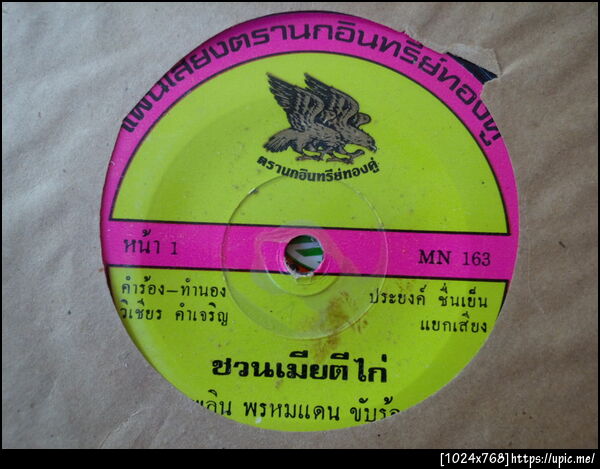 แผ่นเสียงตรานกอินทรีย์ทองคู่
ตรานกอินทรีย์ทองคู่
หน้า 1
MN 163
คำร้อง–ทำนอง
วิเชียร คำเจริญ
ประยงค์ ชื่นเย็น
แยกเสียง
ชวนเมียตีไก่
พรหมแดน
[1024x768]https://upic.me/